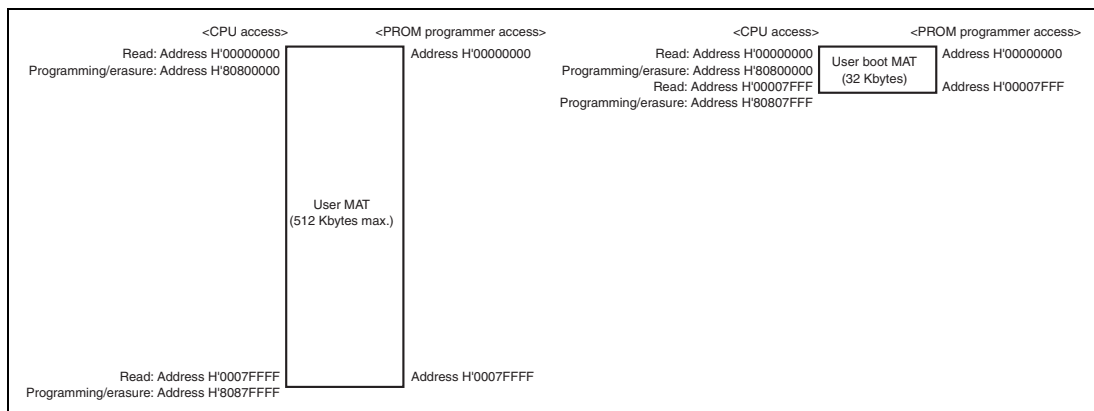 <CPU access>
<PROM programmer access>
Read: Address H'00000000
Programming/erasure: Address H'80800000
Address H'00000000
User MAT
(512 Kbytes max.)
Read: Address H'0007FFFF
Programming/erasure: Address H'8087FFFF
Address H'0007FFFF
<CPU access>
<PROM programmer access>
Read: Address H'00000000
Programming/erasure: Address H'80800000
Read: Address H'00007FFF
Programming/erasure: Address H'80807FFF
User boot MAT
(32 Kbytes)
Address H'00000000
Address H'00007FFF